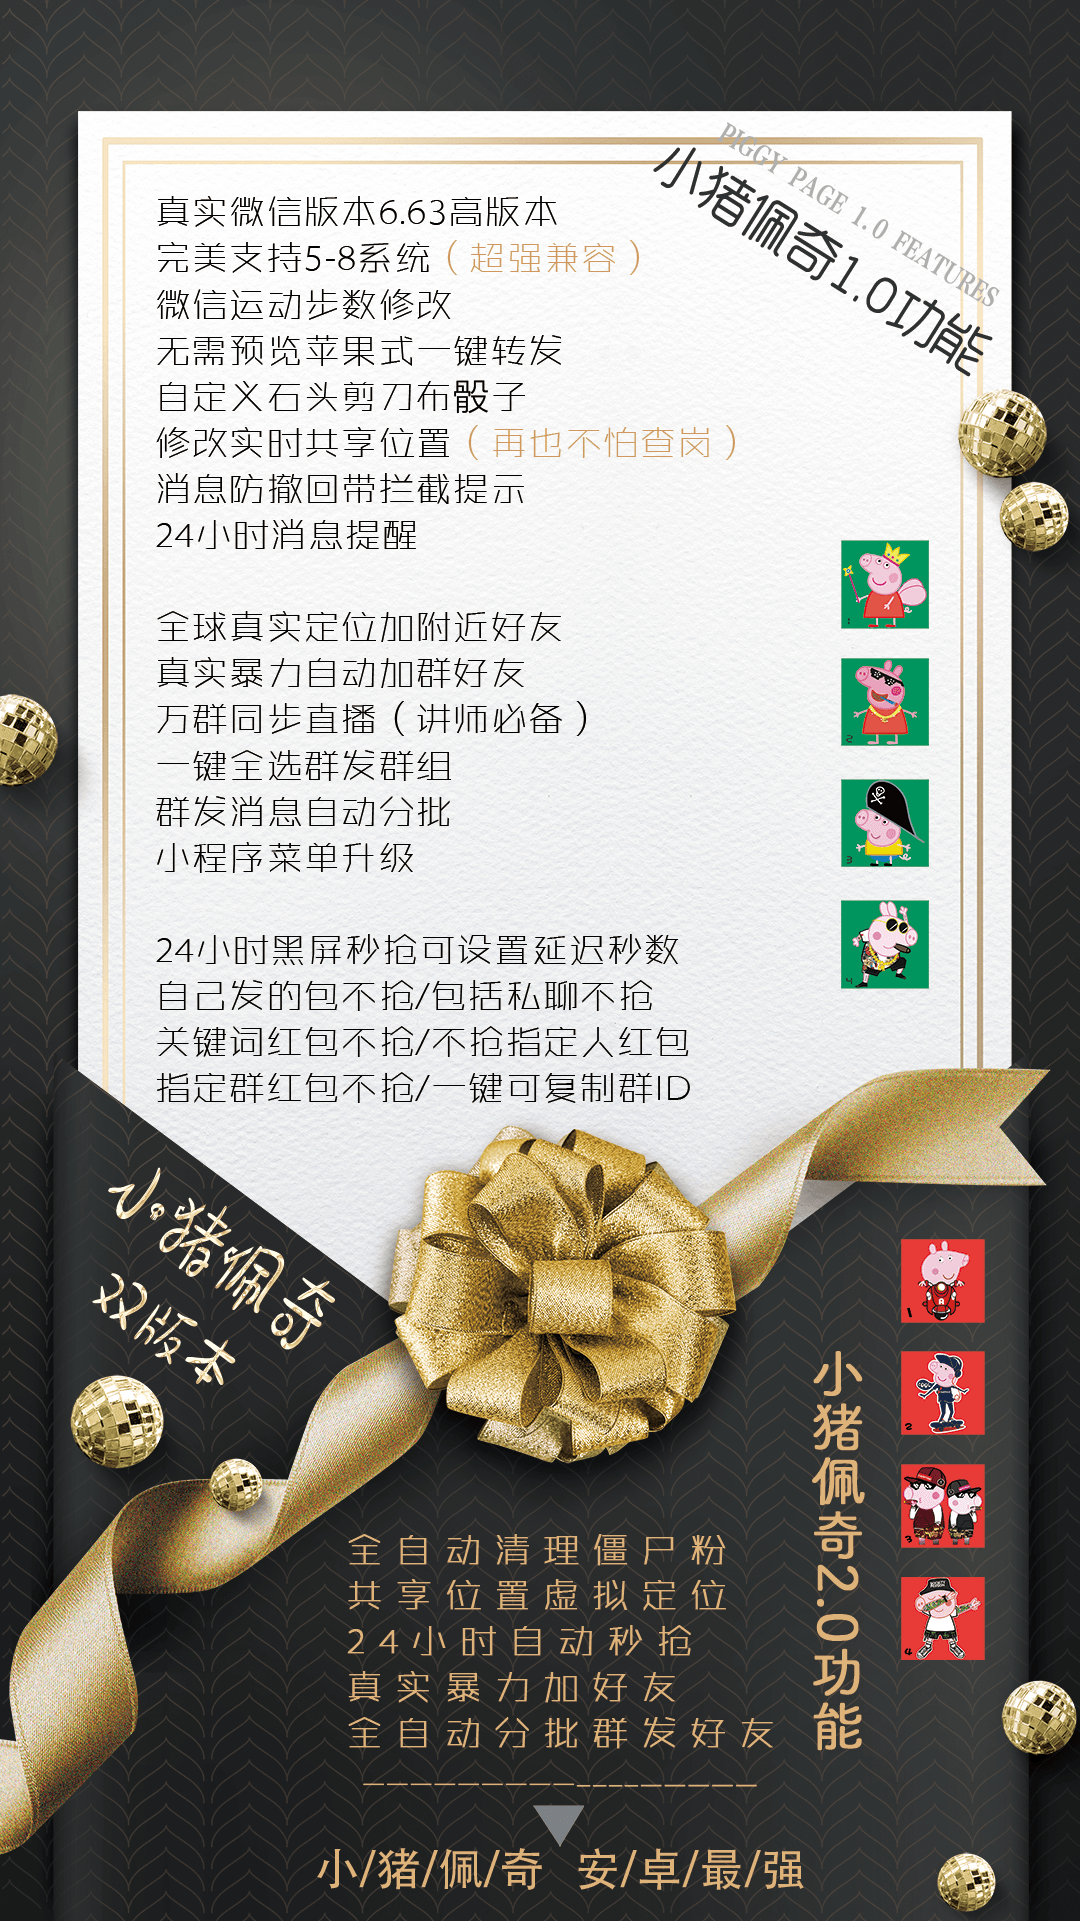 PIGGY PAGE 1.0 FEATURES
小猪佩奇1.0功能
真实微信版本6.63高版本
完美支持5-8系统（超强兼容）
微信运动步数修改
无需预览苹果式一键转发
自定义石头剪刀布骰子
修改实时共享位置（再也不怕查岗）
消息防撤回带拦截提示
24小时消息提醒
全球真实定位加附近好友
真实暴力自动加群好友
万群同步直播（讲师必备）
一键全选群发群组
群发消息自动分批
小程序菜单升级
24小时黑屏秒抢可设置延迟秒数
自己发的包不抢/包括私聊不抢
关键词红包不抢/不抢指定人红包
指定群红包不抢/一键可复制群ID
1
2
3
4
小猪佩奇
双版本
小猪佩奇2.0功能
1
2
3
4
全自动清理僵尸粉
共享位置虚拟定位
24小时自动秒抢
真实暴力加好友
全自动分批群发好友
小/猪/佩/奇 安/卓/最/强